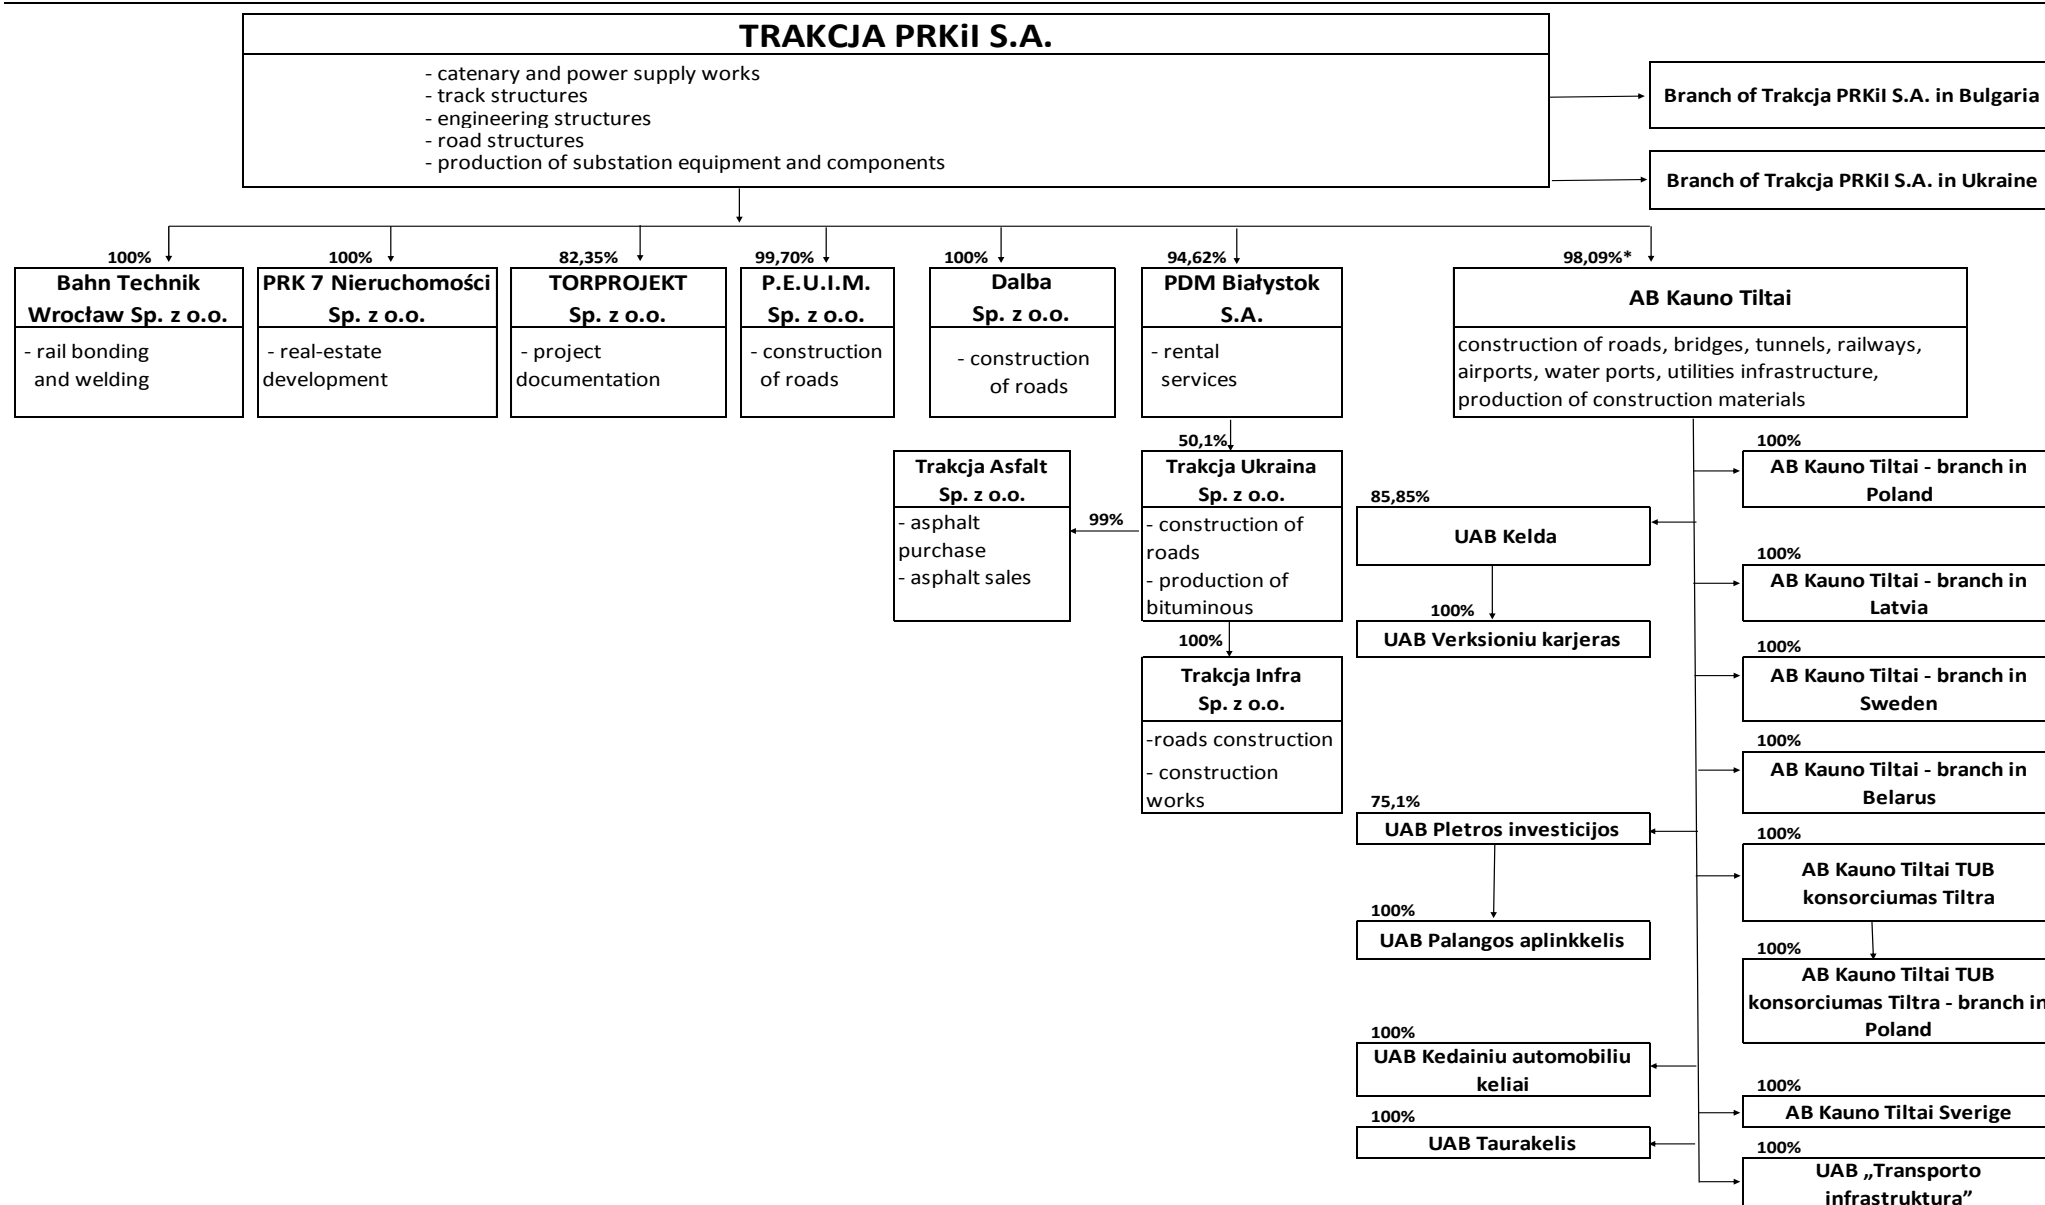 TRAKCJA PRKiI S.A.
- catenary and power supply works
- track structures
- engineering structures
- road structures
- production of substation equipment and components
Branch of Trakcja PRKiI S.A. in Bulgaria
Branch of Trakcja PRKiI S.A. in Ukraine
100%
Bahn Technik
Wrocław Sp. z o.o.
- rail bonding
and welding
100%
PRK 7 Nieruchomości
Sp. z o.o.
- real-estate
development
82,35%
TORPROJEKT
Sp. z o.o.
- project
documentation
99,70%
P.E.U.I.M.
Sp. z o.o.
- construction
of roads
100%
Dalba
Sp. z o.o.
- construction
of roads
94,62%
PDM Białystok
S.A.
- rental
services
98,09%*
AB Kauno Tiltai
construction of roads, bridges, tunnels, railways,
airports, water ports, utilities infrastructure,
production of construction materials
Trakcja Asfalt
Sp. z o.o.
- asphalt
purchase
- asphalt sales
99%
50,1%
Trakcja Ukraina
Sp. z o.o.
- construction of
roads
- production of
bituminous
100%
Trakcja Infra
Sp. z o.o.
-roads construction
- construction
works
85,85%
UAB Kelda
100%
UAB Verksioniu karjeras
75,1%
UAB Pletros investicijos
100%
UAB Palangos aplinkkelis
100%
UAB Kedainiu automobiliu
keliai
100%
UAB Taurakelis
100%
AB Kauno Tiltai - branch in
Poland
100%
AB Kauno Tiltai - branch in
Latvia
100%
AB Kauno Tiltai - branch in
Sweden
100%
AB Kauno Tiltai - branch in
Belarus
100%
AB Kauno Tiltai TUB
konsorciumas Tiltra
100%
AB Kauno Tiltai TUB
konsorciumas Tiltra - branch in
Poland
100%
AB Kauno Tiltai Sverige
100%
UAB „Transporto
infrastruktura”